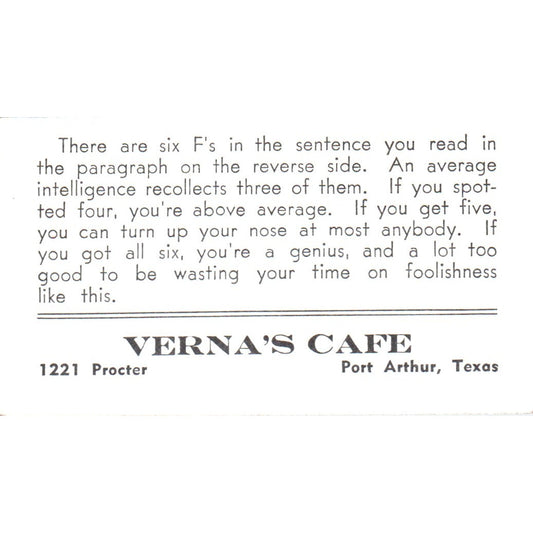 There are six F's in the sentence you read in
the paragraph on the reverse side. An average
intelligence recollects three of them. If you spot-
ted four, you're above average. If you get five,
you can turn up your nose at most anybody. If
you got all six, you're a genius, and a lot too
good to be wasting your time on foolishness
like this.
VERNA'S CAFE
1221 Procter Port Arthur, Texas